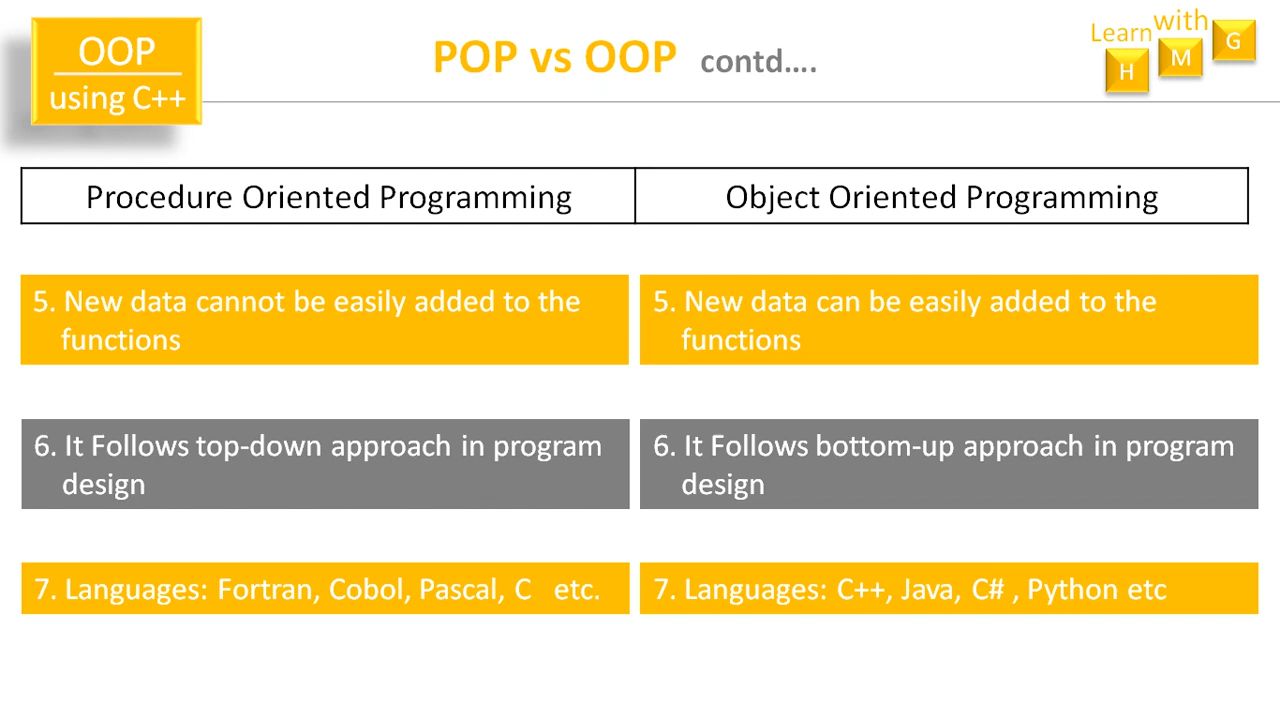 OOP
using C++
POP vs OOP contd....
Learn with
H M G
Procedure Oriented Programming
Object Oriented Programming
5. New data cannot be easily added to the
functions
5. New data can be easily added to the
functions
6. It Follows top-down approach in program
design
6. It Follows bottom-up approach in program
design
7. Languages: Fortran, Cobol, Pascal, C etc.
7. Languages: C++, Java, C# , Python etc